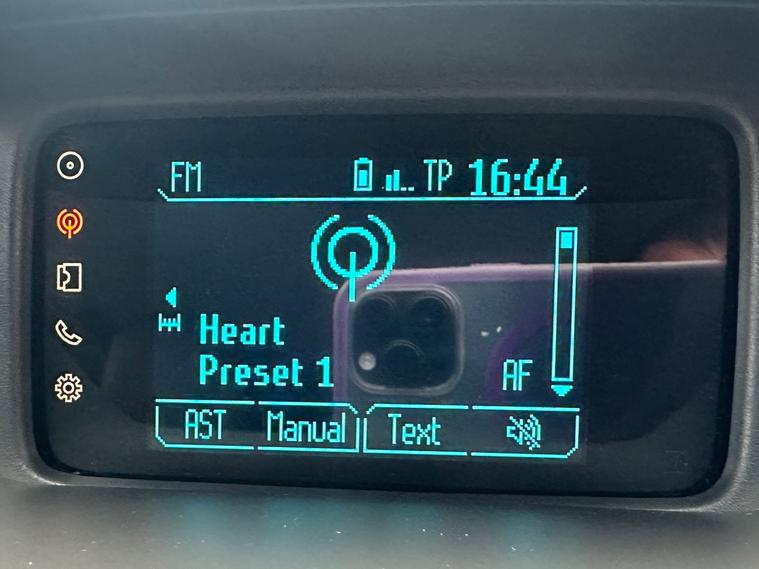 FM TP 16:44
Heart
Preset 1
AF
AST Manual Text